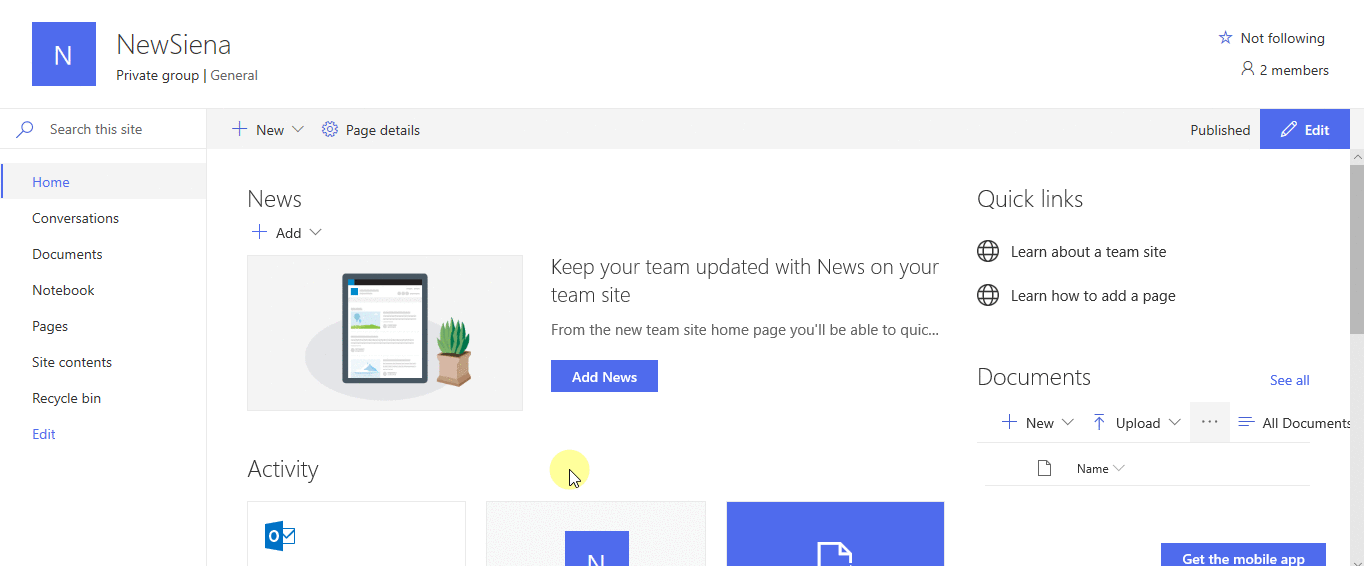 N
NewSiena
Private group | General
Not following
2 members
Search this site
New
Page details
Published
Edit
Home
Conversations
Documents
Notebook
Pages
Site contents
Recycle bin
Edit
News
Add
Keep your team updated with News on your
team site
From the new team site home page you'll be able to quic...
Add News
Activity
N
Quick links
Learn about a team site
Learn how to add a page
Documents
See all
New
Upload
...
All Documents
Name
Get the mobile app